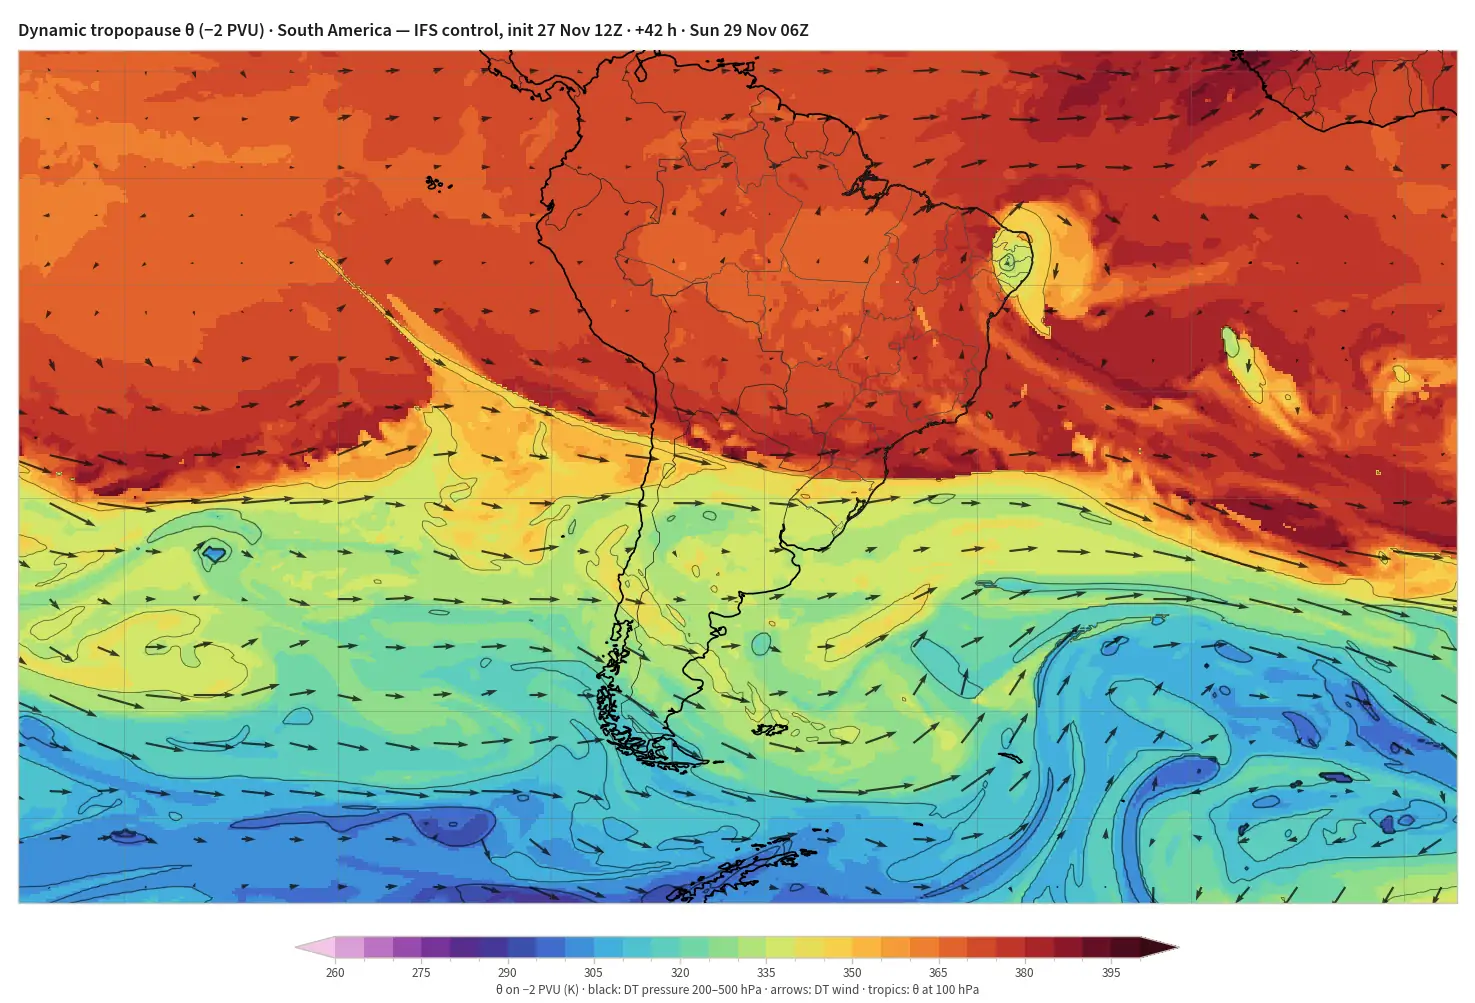 Dynamic tropopause θ (−2 PVU) · South America — IFS control, init 27 Nov 12Z · +42 h · Sun 29 Nov 06Z
260 275 290 305 320 335 350 365 380 395
θ on −2 PVU (K) · black: DT pressure 200–500 hPa · arrows: DT wind · tropics: θ at 100 hPa